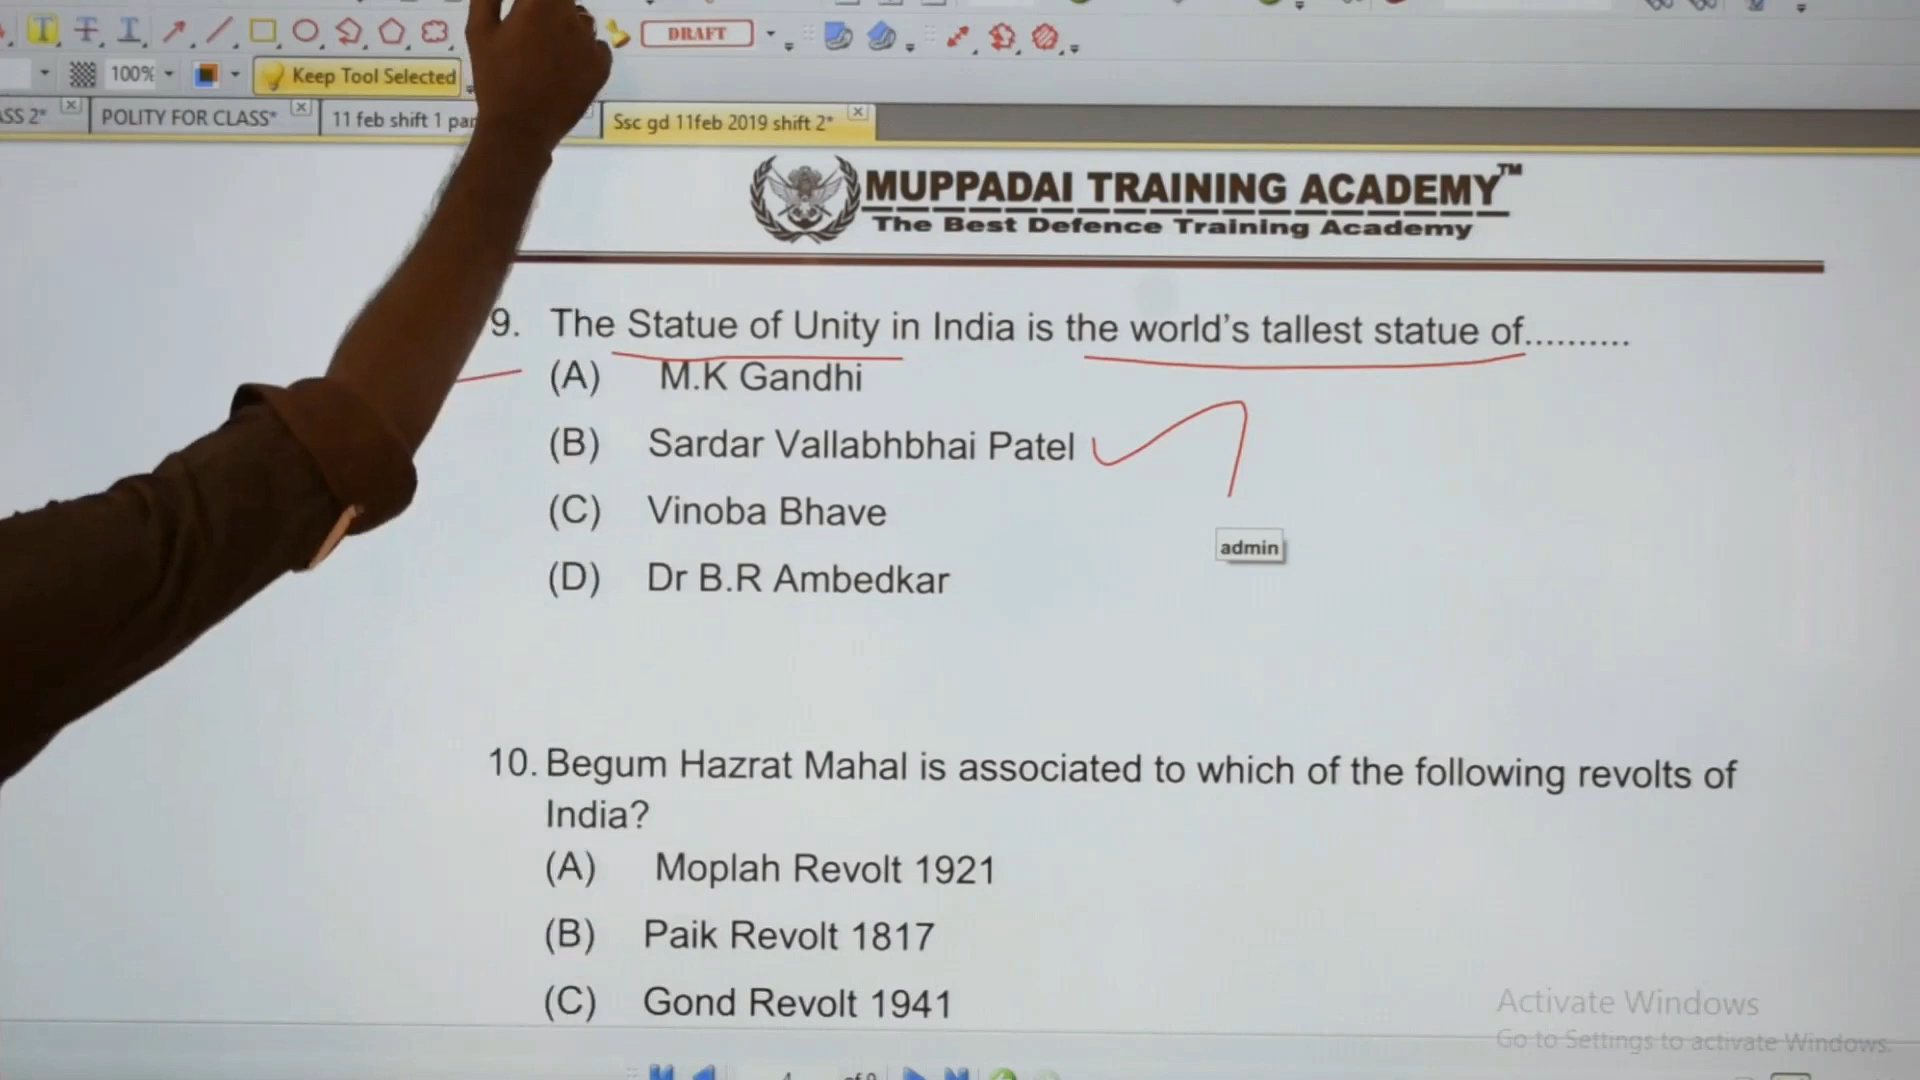 DRAFT
100%
Keep Tool Selected
ASS 2*
POLITY FOR CLASS*
11 feb shift 1
Ssc gd 11feb 2019 shift 2*
MUPPADAI TRAINING ACADEMY™
The Best Defence Training Academy
9. The Statue of Unity in India is the world's tallest statue of..........
(A) M.K Gandhi
(B) Sardar Vallabhbhai Patel
(C) Vinoba Bhave
(D) Dr B.R Ambedkar
admin
10. Begum Hazrat Mahal is associated to which of the following revolts of
India?
(A) Moplah Revolt 1921
(B) Paik Revolt 1817
(C) Gond Revolt 1941
Activate Windows
Go to Settings to activate Windows.